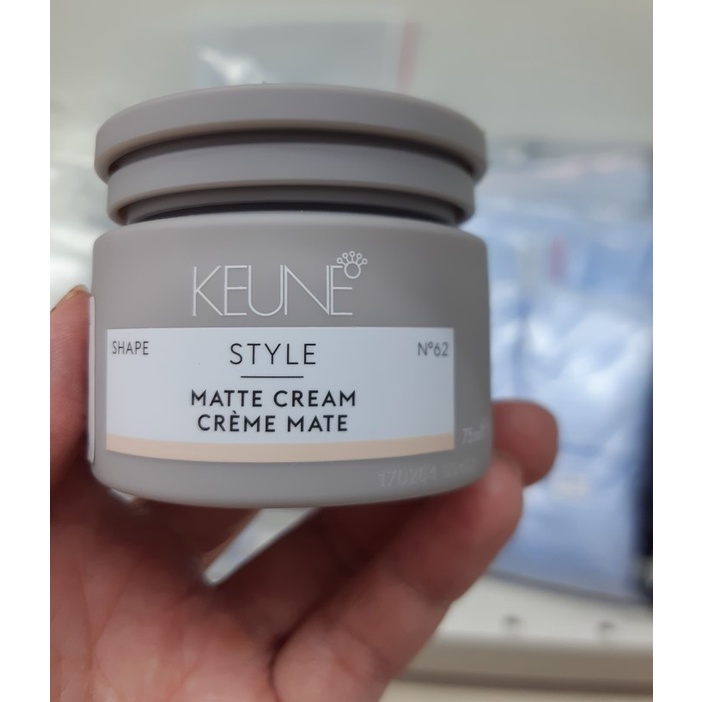 KEUNE
SHAPE
STYLE
N°62
MATTE CREAM
CRÈME MATE